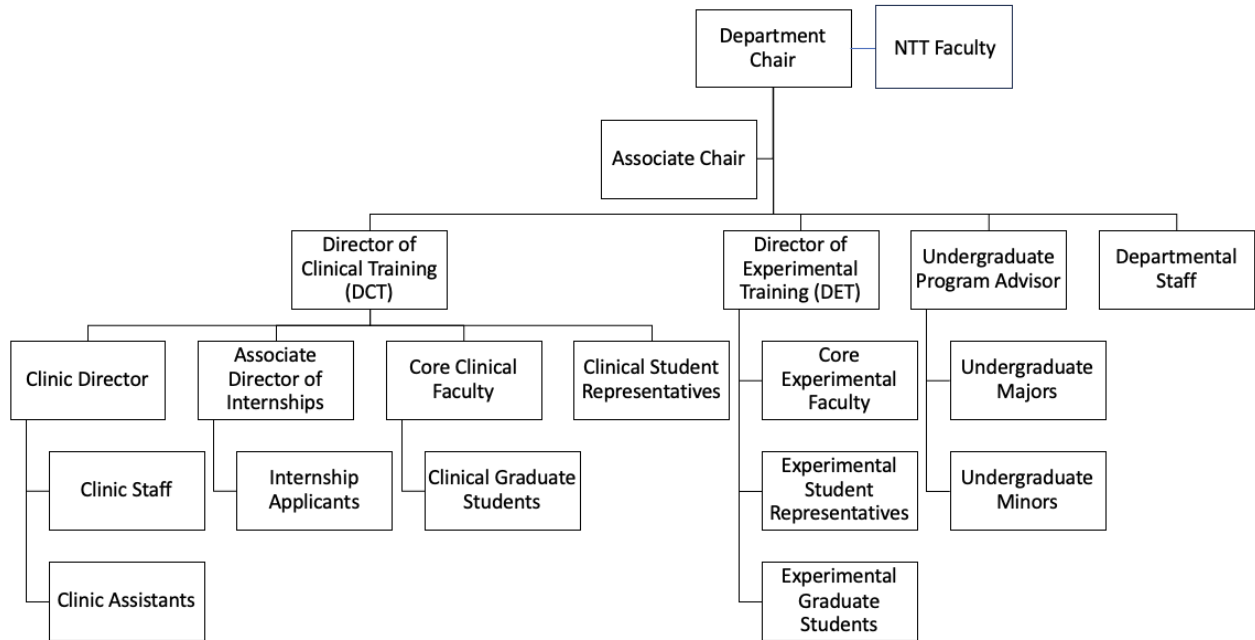 Department
Chair
NTT Faculty
Associate Chair
Director of
Clinical Training
(DCT)
Director of
Experimental
Training (DET)
Undergraduate
Program Advisor
Departmental
Staff
Clinic Director
Associate
Director of
Internships
Core Clinical
Faculty
Clinical Student
Representatives
Core
Experimental
Faculty
Undergraduate
Majors
Clinic Staff
Internship
Applicants
Clinical Graduate
Students
Experimental
Student
Representatives
Undergraduate
Minors
Clinic Assistants
Experimental
Graduate
Students